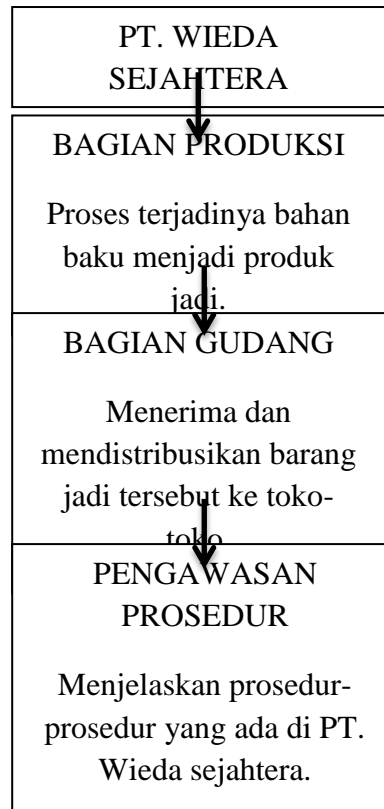 PT. WIEDA
SEJAHTERA
BAGIAN PRODUKSI
Proses terjadinya bahan
baku menjadi produk
jadi.
BAGIAN GUDANG
Menerima dan
mendistribusikan barang
jadi tersebut ke toko-
toko
PENGAWASAN
PROSEDUR
Menjelaskan prosedur-
prosedur yang ada di PT.
Wieda sejahtera.